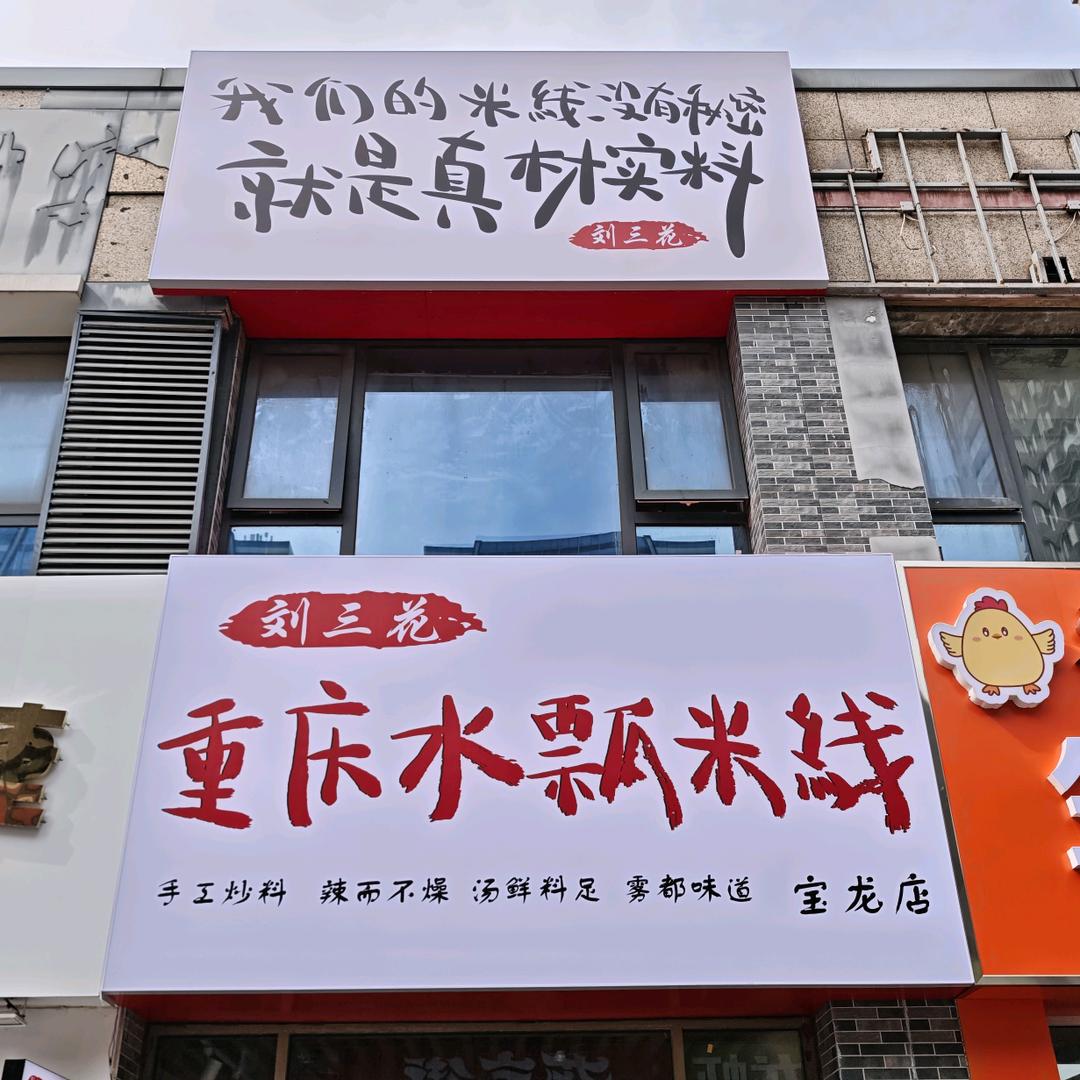 我们的米線没有秘密
就是真材实料
刘三花
刘三花
重庆水瓢米線
手工炒料 辣而不燥 汤鲜料足 雾都味道 宝龙店